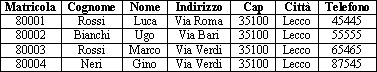 Matricola Cognome Nome Indirizzo Cap Città Telefono
80001 Rossi Luca Via Roma 35100 Lecco 45445
80002 Bianchi Ugo Via Bari 35100 Lecco 55555
80003 Rossi Marco Via Verdi 35100 Lecco 65465
80004 Neri Gino Via Verdi 35100 Lecco 87545